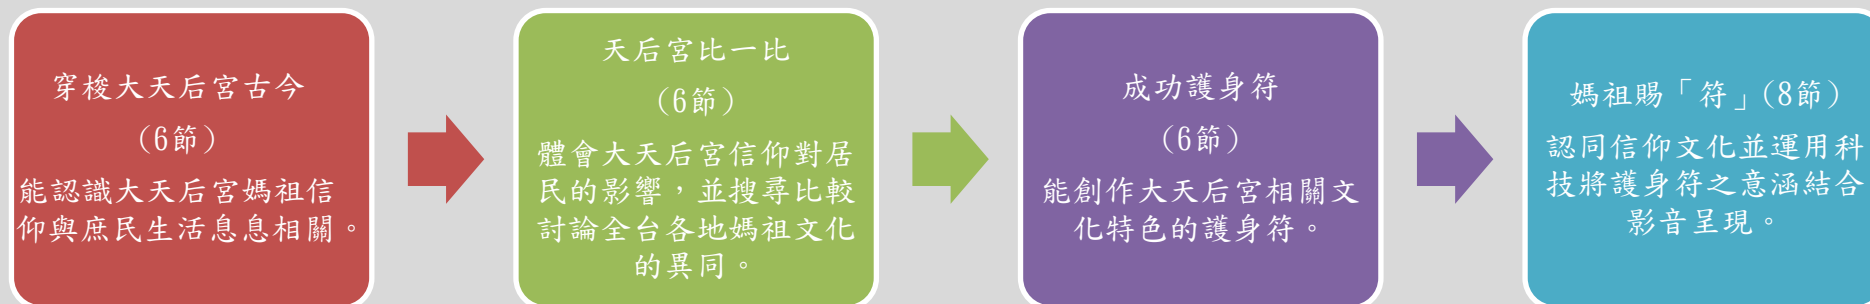 穿梭大天后宮古今
(6節)
能認識大天后宮媽祖信
仰與庶民生活息息相關。
天后宮比一比
(6節)
體會大天后宮信仰對居
民的影響，並搜尋比較
討論全台各地媽祖文化
的異同。
成功護身符
(6節)
能創作大天后宮相關文
化特色的護身符。
媽祖賜「符」(8節)
認同信仰文化並運用科
技將護身符之意涵結合
影音呈現。